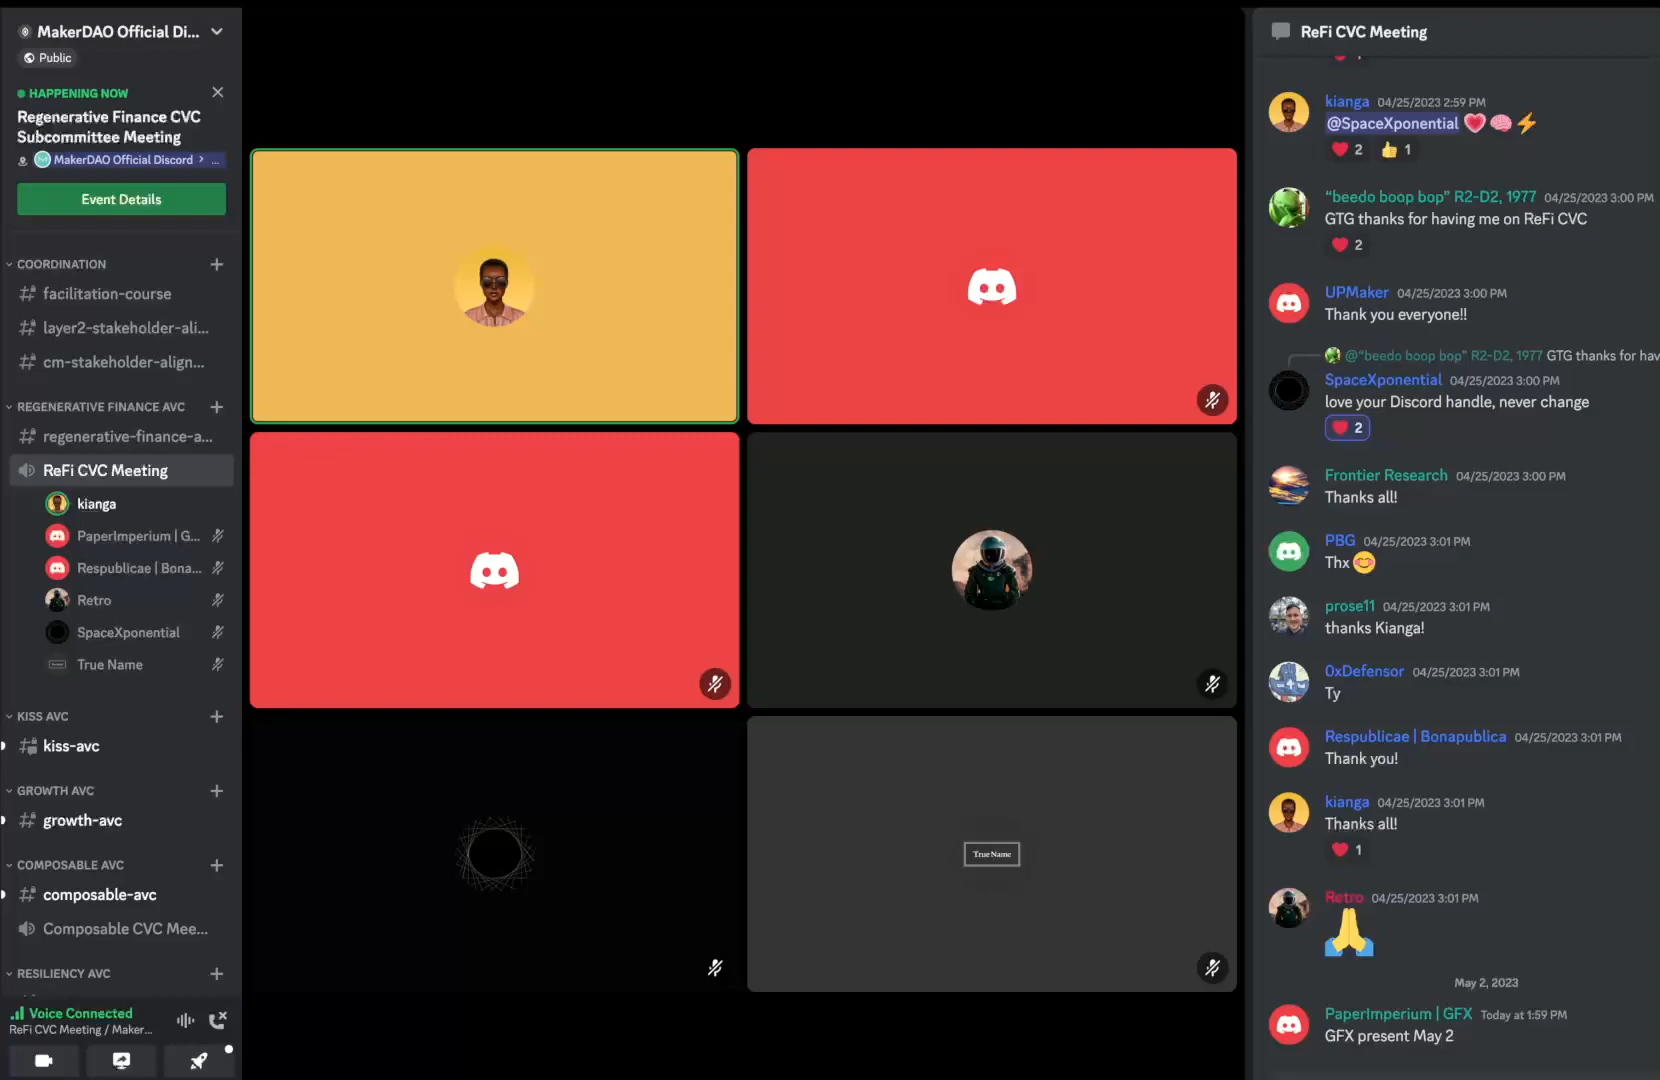 MakerDAO Official Di...
Public
HAPPENING NOW
Regenerative Finance CVC
Subcommittee Meeting
MakerDAO Official Discord > ...
Event Details
COORDINATION
facilitation-course
layer2-stakeholder-ali...
cm-stakeholder-align...
REGENERATIVE FINANCE AVC
regenerative-finance-a...
ReFi CVC Meeting
kianga
PaperImperium | G...
Respublicae | Bona...
Retro
SpaceXponential
True Name
KISS AVC
kiss-avc
GROWTH AVC
growth-avc
COMPOSABLE AVC
composable-avc
Composable CVC Mee...
RESILIENCY AVC
Voice Connected
ReFi CVC Meeting / Maker...
True Name
ReFi CVC Meeting
1
kianga 04/25/2023 2:59 PM
@SpaceXponential 💗🧠⚡
❤️ 2 👍 1
“beedo boop bop” R2-D2, 1977 04/25/2023 3:00 PM
GTG thanks for having me on ReFi CVC
❤️ 2
UPMaker 04/25/2023 3:00 PM
Thank you everyone!!
@“beedo boop bop” R2-D2, 1977 GTG thanks for hav
SpaceXponential 04/25/2023 3:00 PM
love your Discord handle, never change
❤️ 2
Frontier Research 04/25/2023 3:00 PM
Thanks all!
PBG 04/25/2023 3:01 PM
Thx 😊
prose11 04/25/2023 3:01 PM
thanks Kianga!
0xDefensor 04/25/2023 3:01 PM
Ty
Respublicae | Bonapublica 04/25/2023 3:01 PM
Thank you!
kianga 04/25/2023 3:01 PM
Thanks all!
❤️ 1
Retro 04/25/2023 3:01 PM
🙏
May 2, 2023
PaperImperium | GFX Today at 1:59 PM
GFX present May 2